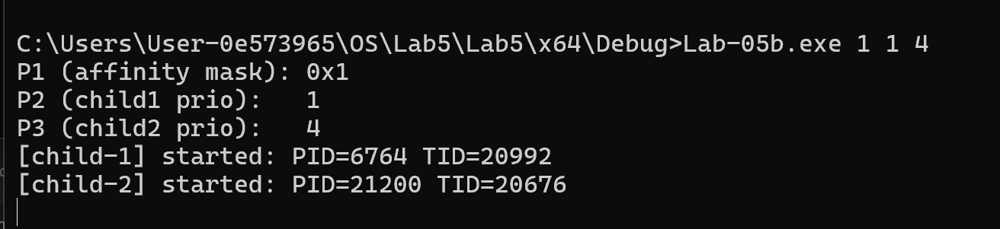 C:\Users\User-0e573965\OS\Lab5\Lab5\x64\Debug>Lab-05b.exe 1 1 4
P1 (affinity mask): 0x1
P2 (child1 prio):   1
P3 (child2 prio):   4
[child-1] started: PID=6764 TID=20992
[child-2] started: PID=21200 TID=20676